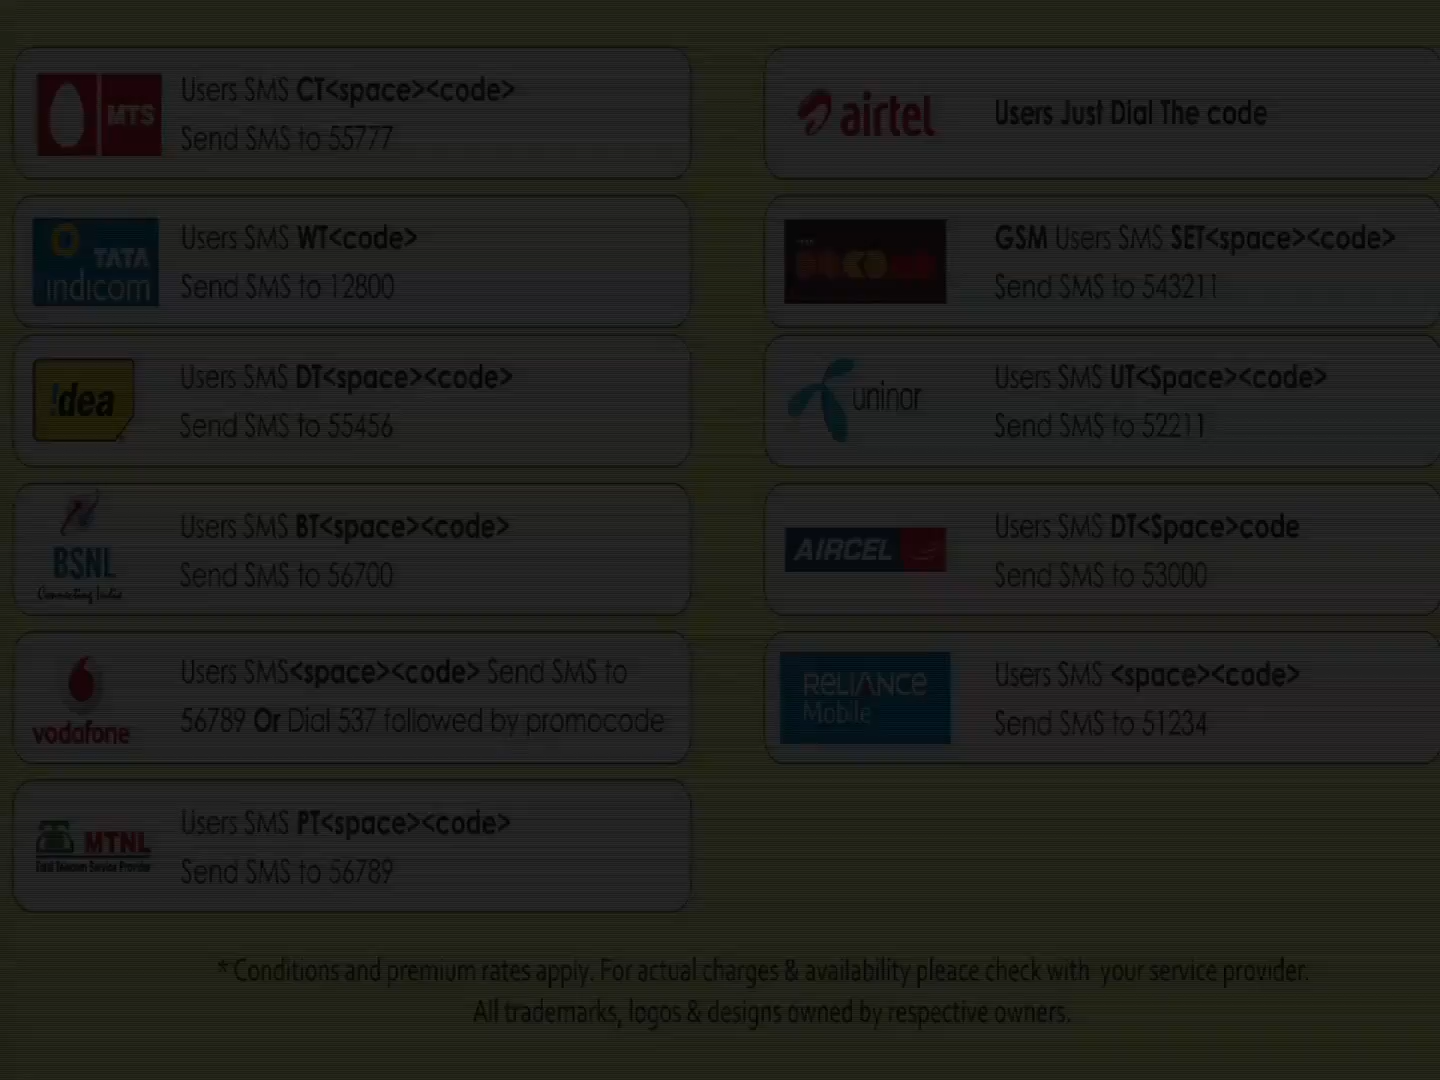 MTS
Users SMS CT<space><code>
Send SMS to 55777
airtel
Users Just Dial The code
TATA
indicom
Users SMS WT<code>
Send SMS to 12800
GSM Users SMS SET<space><code>
Send SMS to 543211
!dea
Users SMS DT<space><code>
Send SMS to 55456
uninor
Users SMS UT<Space><code>
Send SMS to 52211
BSNL
Connecting India
Users SMS BT<space><code>
Send SMS to 56700
AIRCEL
Users SMS DT<Space>code
Send SMS to 53000
vodafone
Users SMS<space><code> Send SMS to
56789 Or Dial 537 followed by promocode
RELIANCE
Mobile
Users SMS <space><code>
Send SMS to 51234
MTNL
Telecom Service Provider
Users SMS PT<space><code>
Send SMS to 56789
* Conditions and premium rates apply. For actual charges & availability pleace check with your service provider.
All trademarks, logos & designs owned by respective owners.